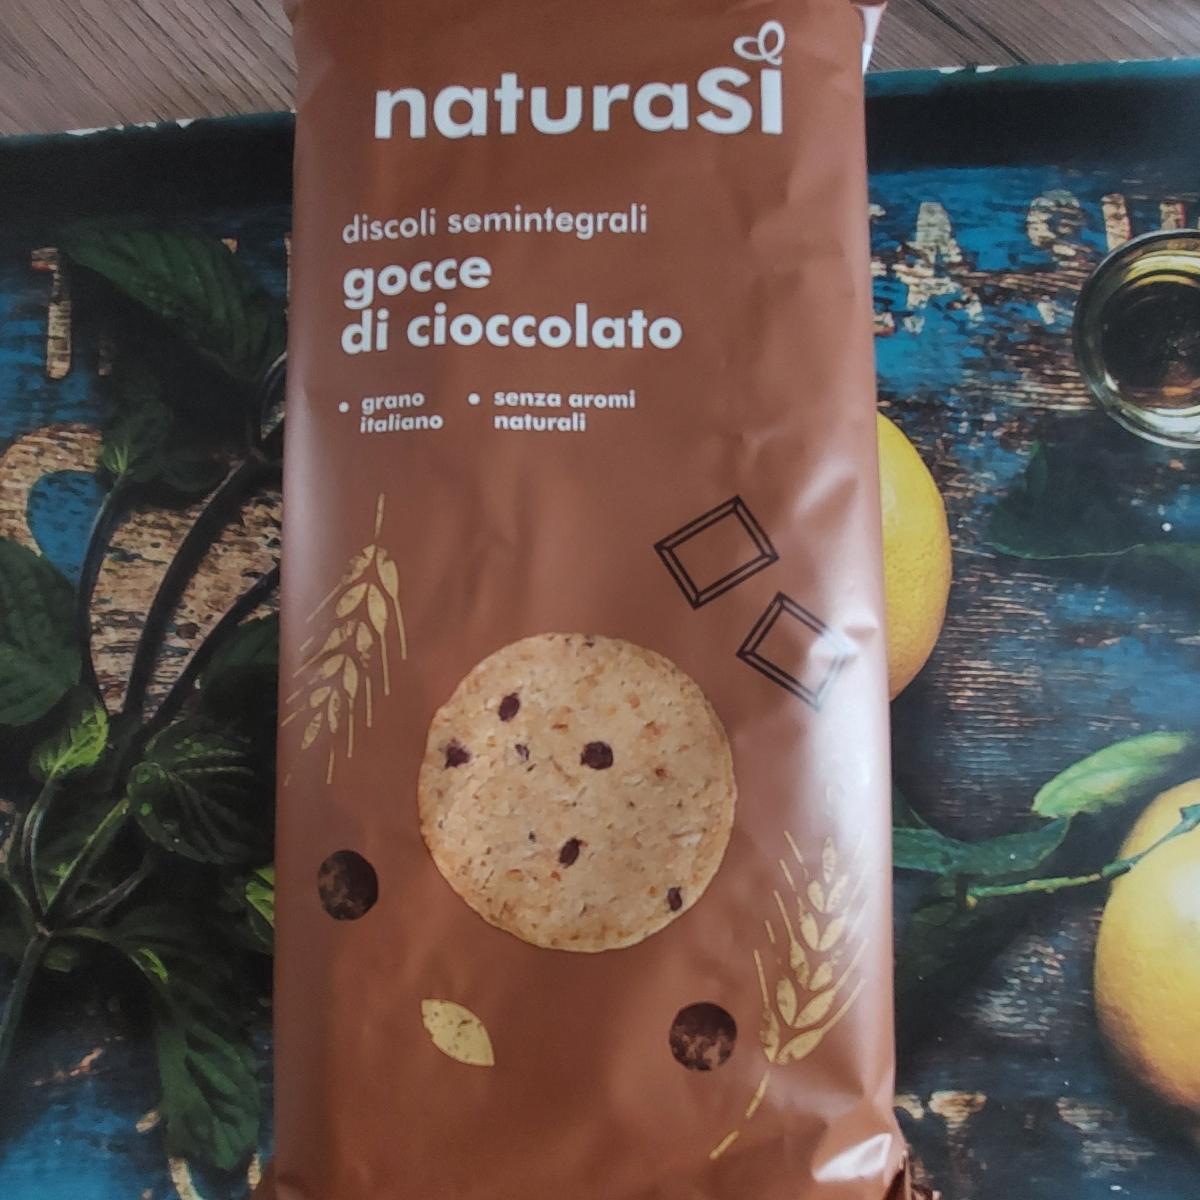 naturasì
discoli semintegrali
gocce
di cioccolato
• grano
italiano
• senza aromi
naturali